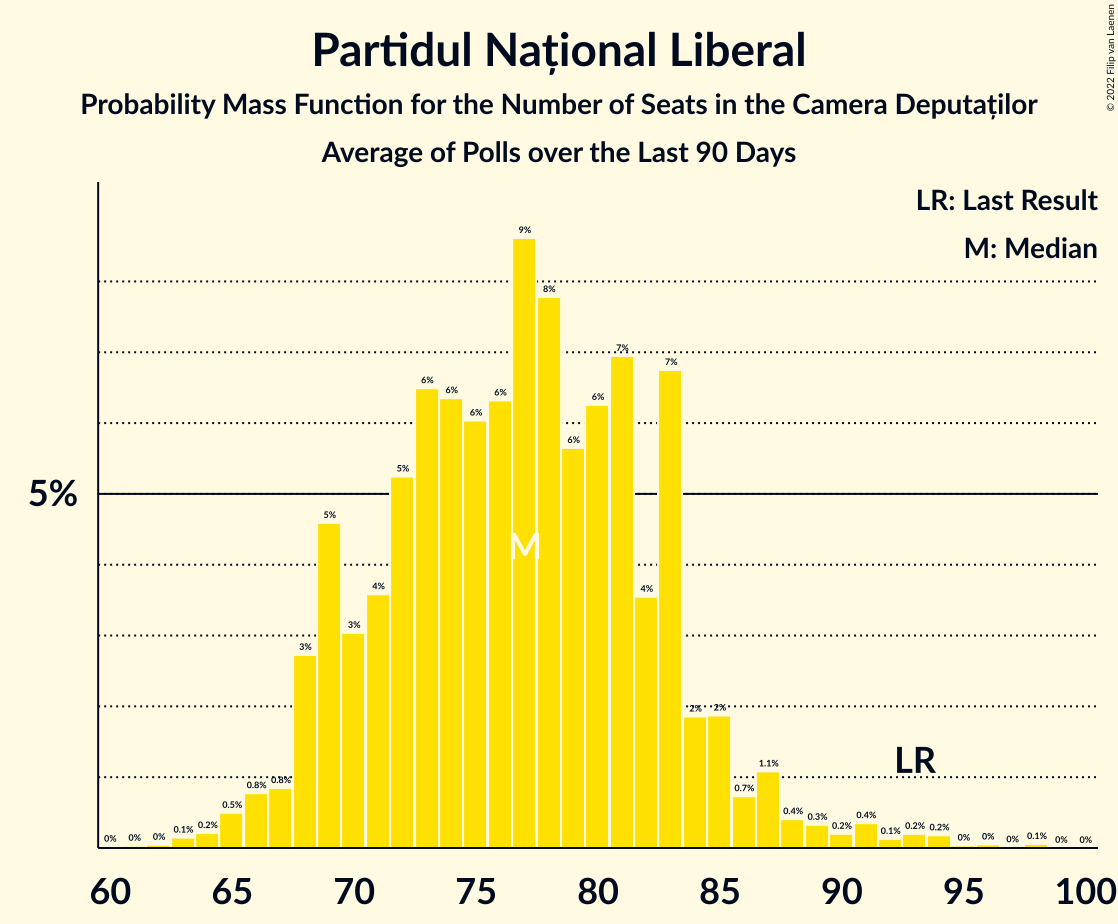 Partidul Național Liberal
Probability Mass Function for the Number of Seats in the Camera Deputaților
Average of Polls over the Last 90 Days
© 2022 Filip van Laenen
LR: Last Result
M: Median
5%
0% 0% 0% 0.1% 0.2% 0.5% 0.8% 0.8% 3% 5% 3% 4% 5% 6% 6% 6% 6% 9% 8% 6% 6% 7% 4% 7% 2% 2% 0.7% 1.1% 0.4% 0.3% 0.2% 0.4% 0.1% 0.2% 0.2% 0% 0% 0% 0.1% 0% 0%
M
LR
60 65 70 75 80 85 90 95 100